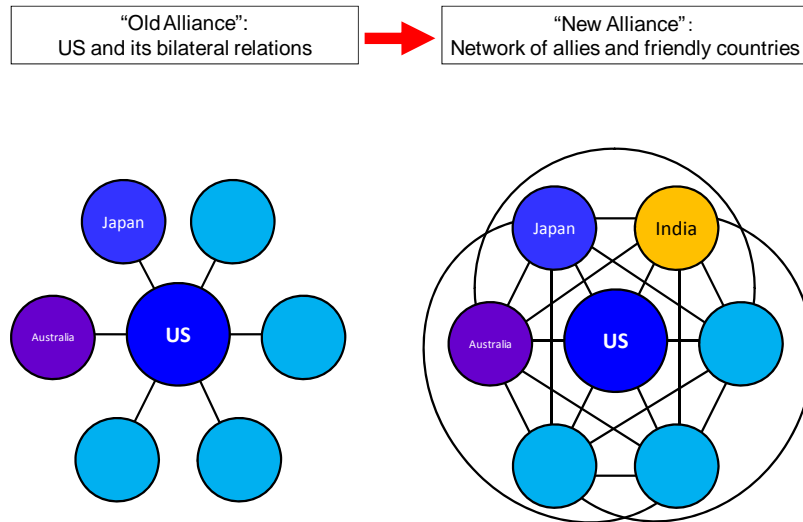 “Old Alliance”:
US and its bilateral relations
“New Alliance”:
Network of allies and friendly countries
Japan
Australia
US
Japan
India
Australia
US